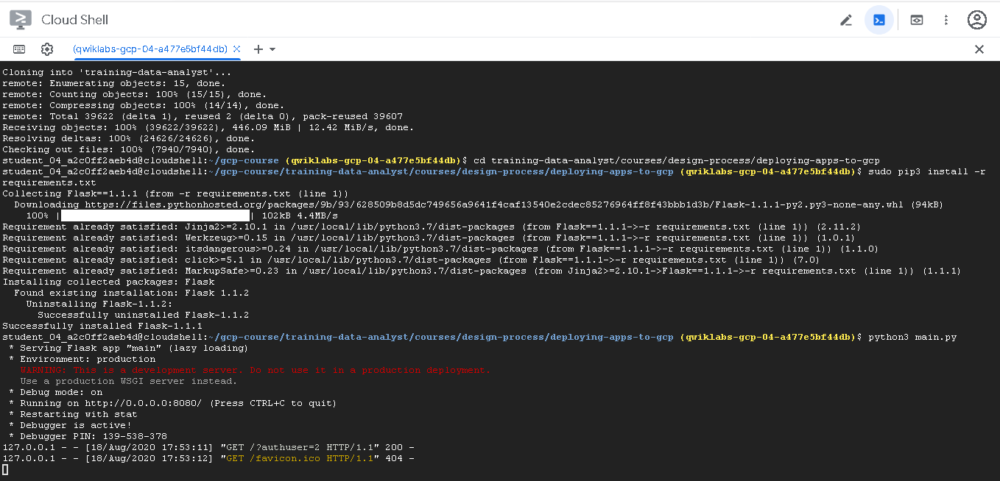 Cloud Shell
(qwiklabs-gcp-04-a477e5bf44db)
Cloning into 'training-data-analyst'...
remote: Enumerating objects: 15, done.
remote: Counting objects: 100% (15/15), done.
remote: Compressing objects: 100% (14/14), done.
remote: Total 39622 (delta 1), reused 2 (delta 0), pack-reused 39607
Receiving objects: 100% (39622/39622), 446.09 MiB | 12.42 MiB/s, done.
Resolving deltas: 100% (24626/24626), done.
Checking out files: 100% (7940/7940), done.
student_04_a2c0ff2aeb4d@cloudshell:~/gcp-course (qwiklabs-gcp-04-a477e5bf44db)$ cd training-data-analyst/courses/design-process/deploying-apps-to-gcp
student_04_a2c0ff2aeb4d@cloudshell:~/gcp-course/training-data-analyst/courses/design-process/deploying-apps-to-gcp (qwiklabs-gcp-04-a477e5bf44db)$ sudo pip3 install -r
requirements.txt
Collecting Flask==1.1.1 (from -r requirements.txt (line 1))
Downloading https://files.pythonhosted.org/packages/9b/93/628509b8d5dc749656a9641f4caf13540e2cdec85276964ff8f43bbb1d3b/Flask-1.1.1-py2.py3-none-any.whl (94kB)
100% | | 102kB 4.4MB/s
Requirement already satisfied: Jinja2>=2.10.1 in /usr/local/lib/python3.7/dist-packages (from Flask==1.1.1->-r requirements.txt (line 1)) (2.11.2)
Requirement already satisfied: Werkzeug>=0.15 in /usr/local/lib/python3.7/dist-packages (from Flask==1.1.1->-r requirements.txt (line 1)) (1.0.1)
Requirement already satisfied: itsdangerous>=0.24 in /usr/local/lib/python3.7/dist-packages (from Flask==1.1.1->-r requirements.txt (line 1)) (1.1.0)
Requirement already satisfied: click>=5.1 in /usr/local/lib/python3.7/dist-packages (from Flask==1.1.1->-r requirements.txt (line 1)) (7.0)
Requirement already satisfied: MarkupSafe>=0.23 in /usr/local/lib/python3.7/dist-packages (from Jinja2>=2.10.1->Flask==1.1.1->-r requirements.txt (line 1)) (1.1.1)
Installing collected packages: Flask
Found existing installation: Flask 1.1.2
Uninstalling Flask-1.1.2:
Successfully uninstalled Flask-1.1.2
Successfully installed Flask-1.1.1
student_04_a2c0ff2aeb4d@cloudshell:~/gcp-course/training-data-analyst/courses/design-process/deploying-apps-to-gcp (qwiklabs-gcp-04-a477e5bf44db)$ python3 main.py
* Serving Flask app "main" (lazy loading)
* Environment: production
WARNING: This is a development server. Do not use it in a production deployment.
Use a production WSGI server instead.
* Debug mode: on
* Running on http://0.0.0.0:8080/ (Press CTRL+C to quit)
* Restarting with stat
* Debugger is active!
* Debugger PIN: 139-538-378
127.0.0.1 - - [18/Aug/2020 17:53:11] "GET /?authuser=2 HTTP/1.1" 200 -
127.0.0.1 - - [18/Aug/2020 17:53:12] "GET /favicon.ico HTTP/1.1" 404 -